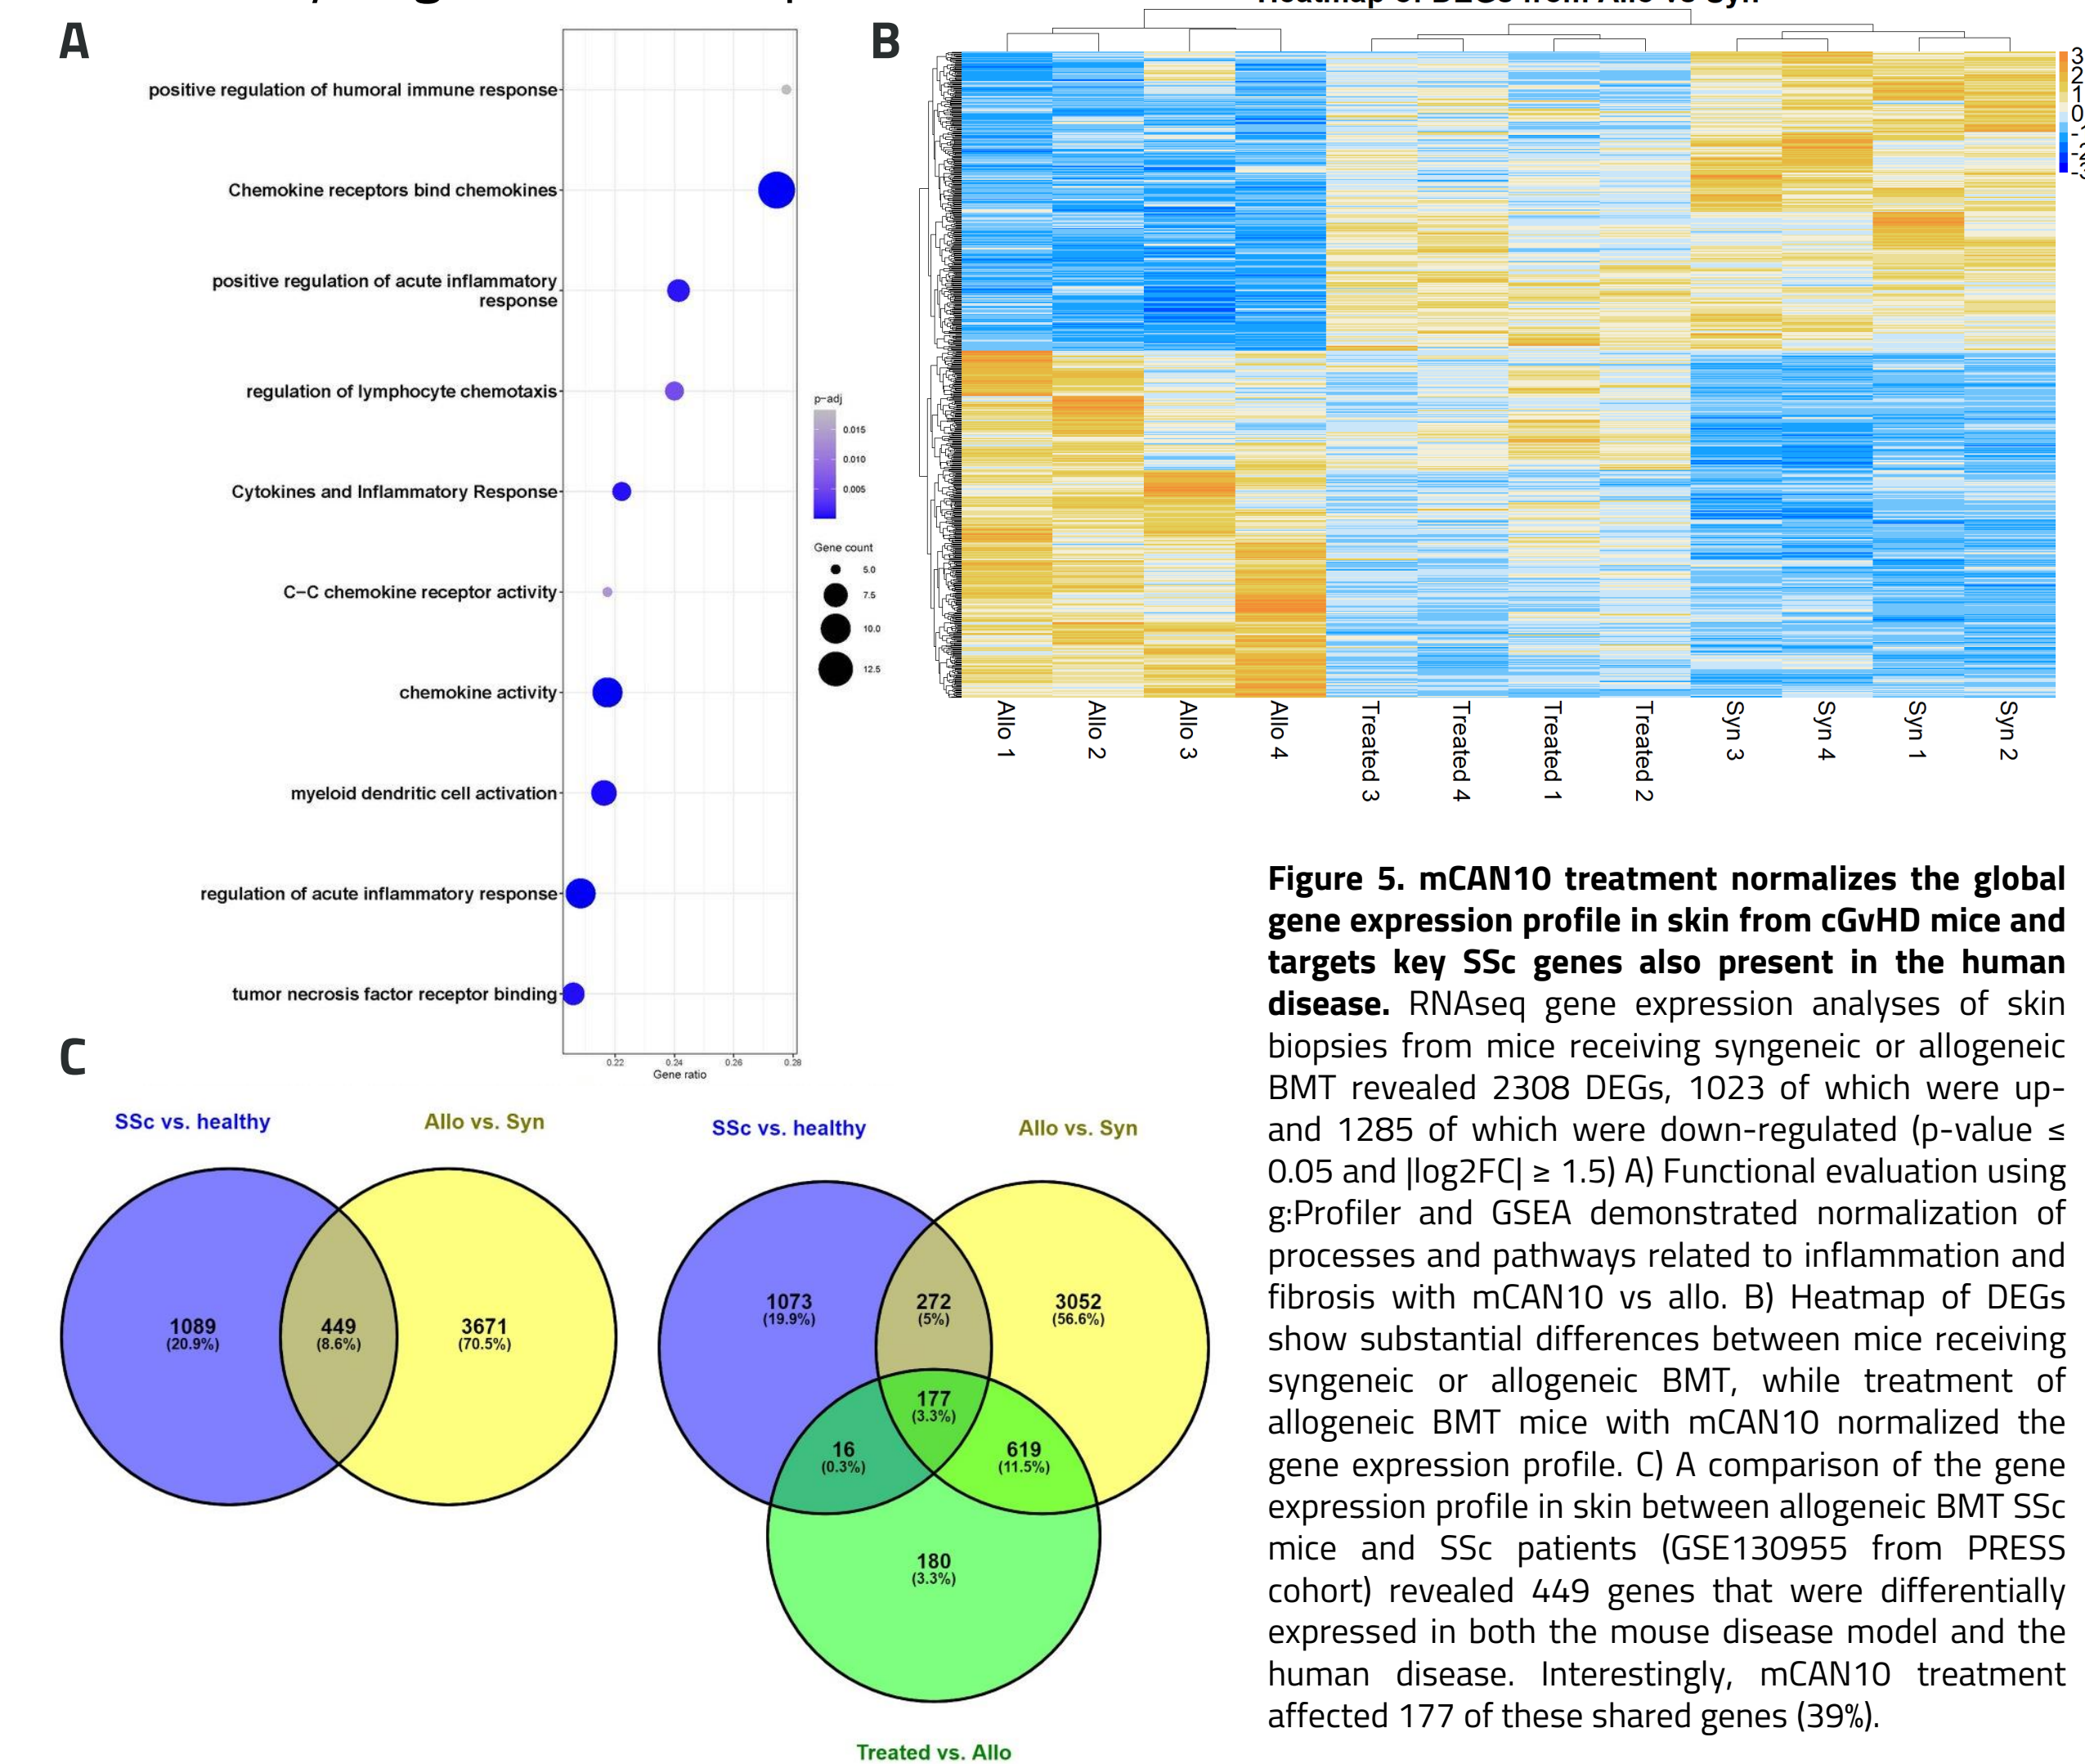 Heatmap of DEGs from Allo vs Syn
A
B
positive regulation of humoral immune response
Chemokine receptors bind chemokines
positive regulation of acute inflammatory
response
regulation of lymphocyte chemotaxis
Cytokines and Inflammatory Response
C−C chemokine receptor activity
chemokine activity
myeloid dendritic cell activation
regulation of acute inflammatory response
tumor necrosis factor receptor binding
0.22 0.24 0.26 0.28
Gene ratio
p−adj
0.015
0.010
0.005
Gene count
5.0
7.5
10.0
12.5
3
2
1
0
Allo 1
Allo 2
Allo 3
Allo 4
Treated 3
Treated 4
Treated 1
Treated 2
Syn 3
Syn 4
Syn 1
Syn 2
C
SSc vs. healthy
Allo vs. Syn
1089
(20.9%)
449
(8.6%)
3671
(70.5%)
SSc vs. healthy
Allo vs. Syn
1073
(19.9%)
272
(5%)
3052
(56.6%)
177
(3.3%)
16
(0.3%)
619
(11.5%)
180
(3.3%)
Treated vs. Allo
Figure 5. mCAN10 treatment normalizes the global
gene expression profile in skin from cGvHD mice and
targets key SSc genes also present in the human
disease. RNAseq gene expression analyses of skin
biopsies from mice receiving syngeneic or allogeneic
BMT revealed 2308 DEGs, 1023 of which were up-
and 1285 of which were down-regulated (p-value ≤
0.05 and |log2FC| ≥ 1.5) A) Functional evaluation using
g:Profiler and GSEA demonstrated normalization of
processes and pathways related to inflammation and
fibrosis with mCAN10 vs allo. B) Heatmap of DEGs
show substantial differences between mice receiving
syngeneic or allogeneic BMT, while treatment of
allogeneic BMT mice with mCAN10 normalized the
gene expression profile. C) A comparison of the gene
expression profile in skin between allogeneic BMT SSc
mice and SSc patients (GSE130955 from PRESS
cohort) revealed 449 genes that were differentially
expressed in both the mouse disease model and the
human disease. Interestingly, mCAN10 treatment
affected 177 of these shared genes (39%).